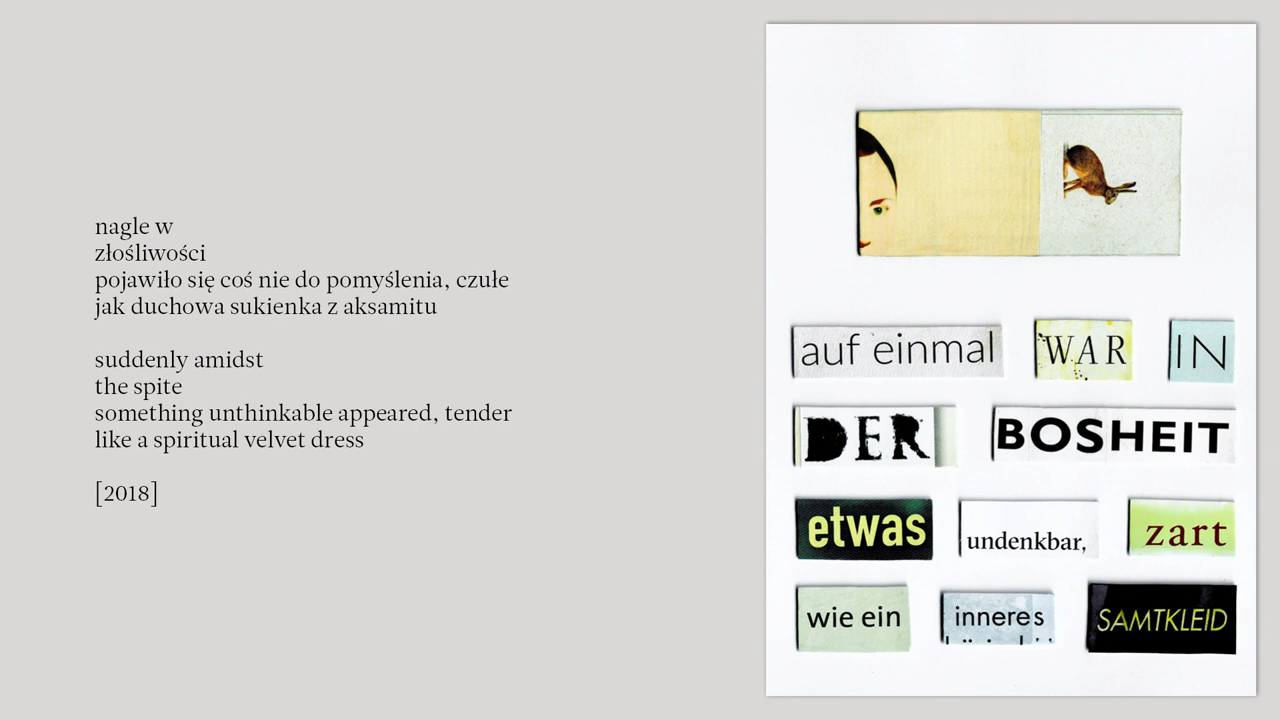 nagle w
złośliwości
pojawiło się coś nie do pomyślenia, czułe
jak duchowa sukienka z aksamitu
suddenly amidst
the spite
something unthinkable appeared, tender
like a spiritual velvet dress
[2018]
auf einmal WAR IN
DER BOSHEIT
etwas undenkbar, zart
wie ein inneres SAMTKLEID